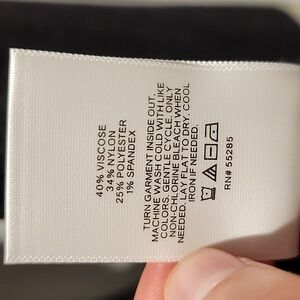 40% VISCOSE
34% NYLON
25% POLYESTER
1% SPANDEX
TURN GARMENT INSIDE OUT.
MACHINE WASH COLD WITH LIKE
COLORS, GENTLE CYCLE. ONLY
NON-CHLORINE BLEACH WHEN
NEEDED. LAY FLAT TO DRY. COOL
IRON IF NEEDED.
RN# 55285